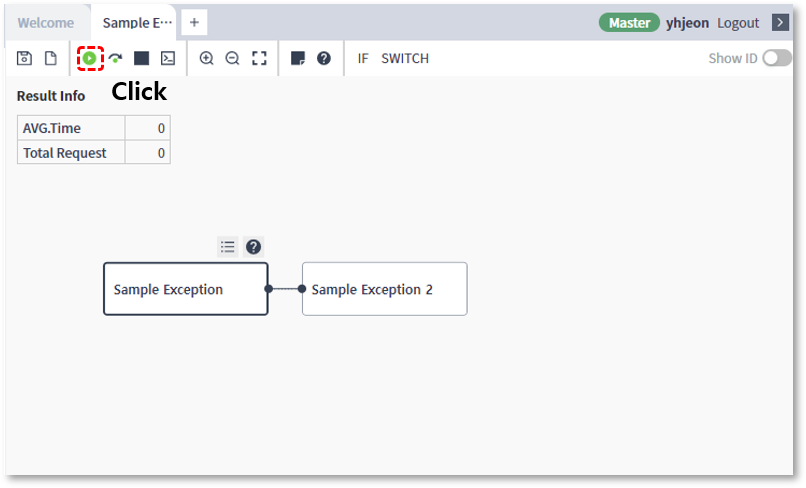 Welcome Sample E··· + Master yhjeon Logout
IF SWITCH Show ID
Click
Result Info
AVG.Time 0
Total Request 0
Sample Exception Sample Exception 2